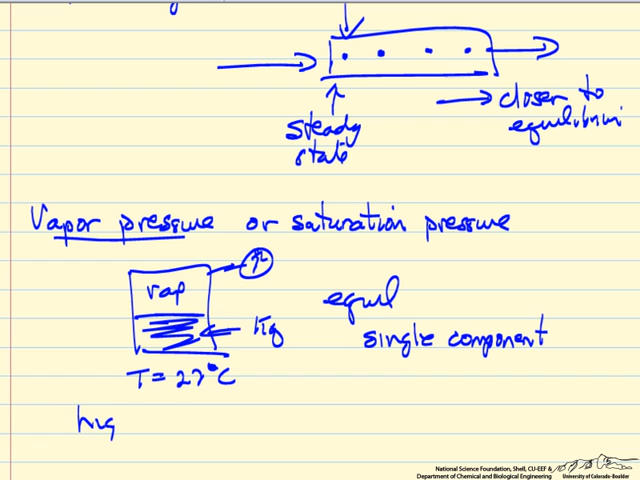 steady
state
closer to
equilibrium
Vapor pressure or saturation pressure
vap
equil
liq
single component
T = 27°C
hig
National Science Foundation, Shell, CU-EEF &
Department of Chemical and Biological Engineering
University of Colorado-Boulder